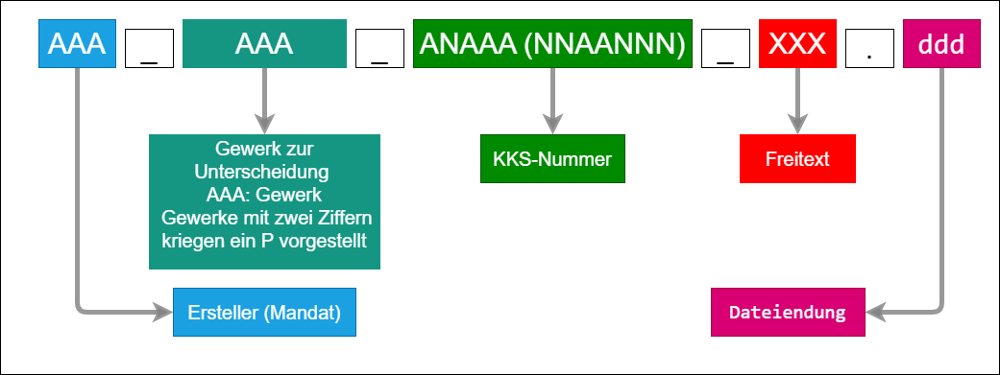 AAA _ AAA _ ANAAA (NNAANNN) _ XXX . ddd
Gewerk zur
Unterscheidung
AAA: Gewerk
Gewerke mit zwei Ziffern
kriegen ein P vorgestellt
KKS-Nummer
Freitext
Ersteller (Mandat)
Dateiendung